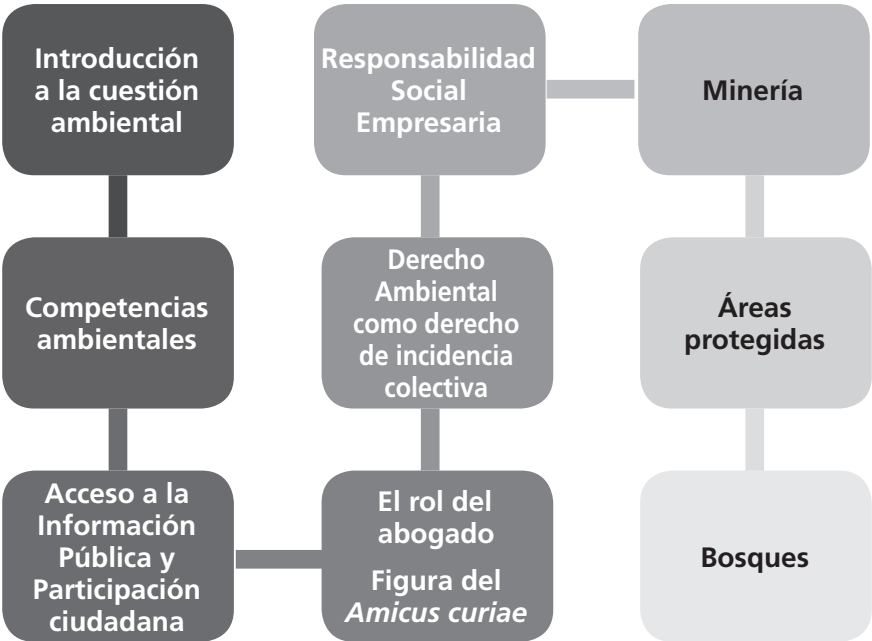 Introducción
a la cuestión
ambiental
Competencias
ambientales
Acceso a la
Información
Pública y
Participación
ciudadana
El rol del
abogado
Figura del
Amicus curiae
Derecho
Ambiental
como derecho
de incidencia
colectiva
Responsabilidad
Social
Empresaria
Minería
Áreas
protegidas
Bosques